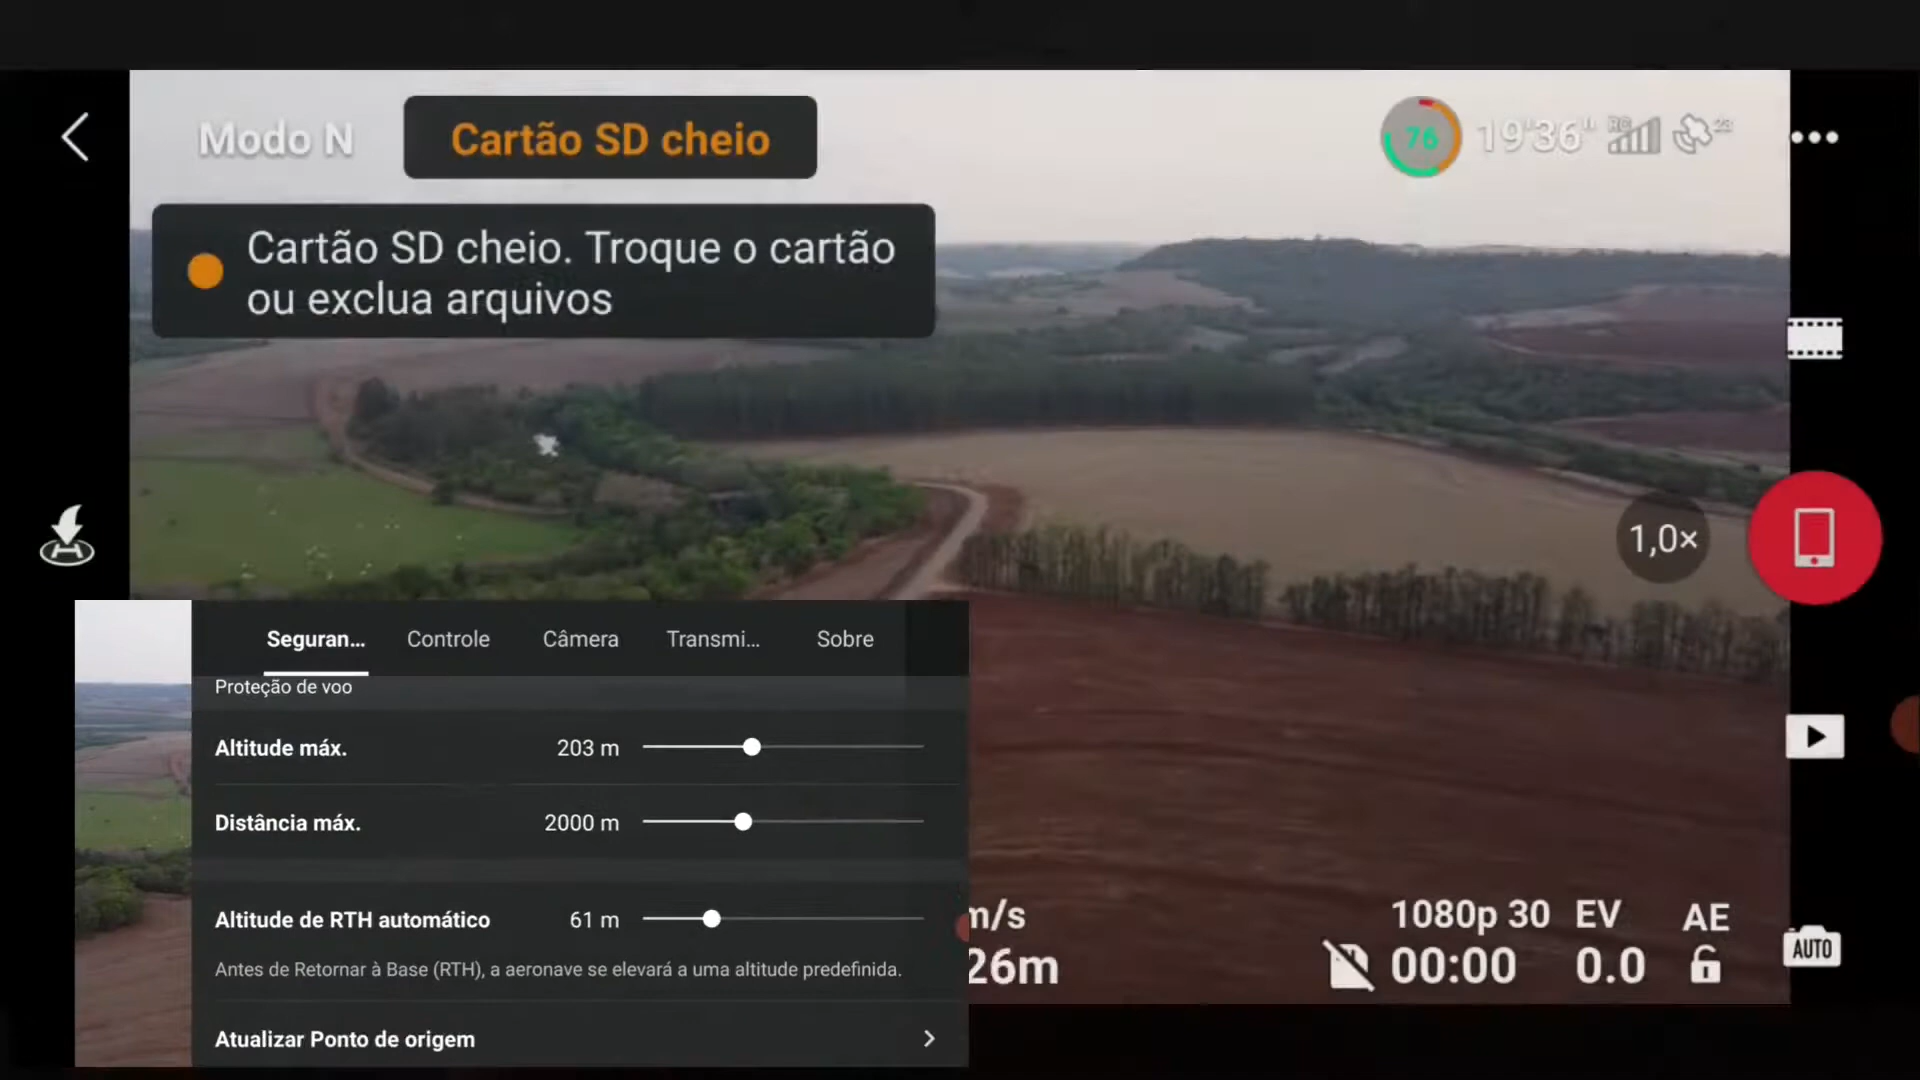 Modo N
Cartão SD cheio
76
19'36"
RC
23
Cartão SD cheio. Troque o cartão
ou exclua arquivos
1,0×
Seguran...
Controle
Câmera
Transmi...
Sobre
Proteção de voo
Altitude máx.
203 m
Distância máx.
2000 m
Altitude de RTH automático
61 m
Antes de Retornar à Base (RTH), a aeronave se elevará a uma altitude predefinida.
Atualizar Ponto de origem
m/s
26m
1080p 30
EV
AE
00:00
0.0
AUTO